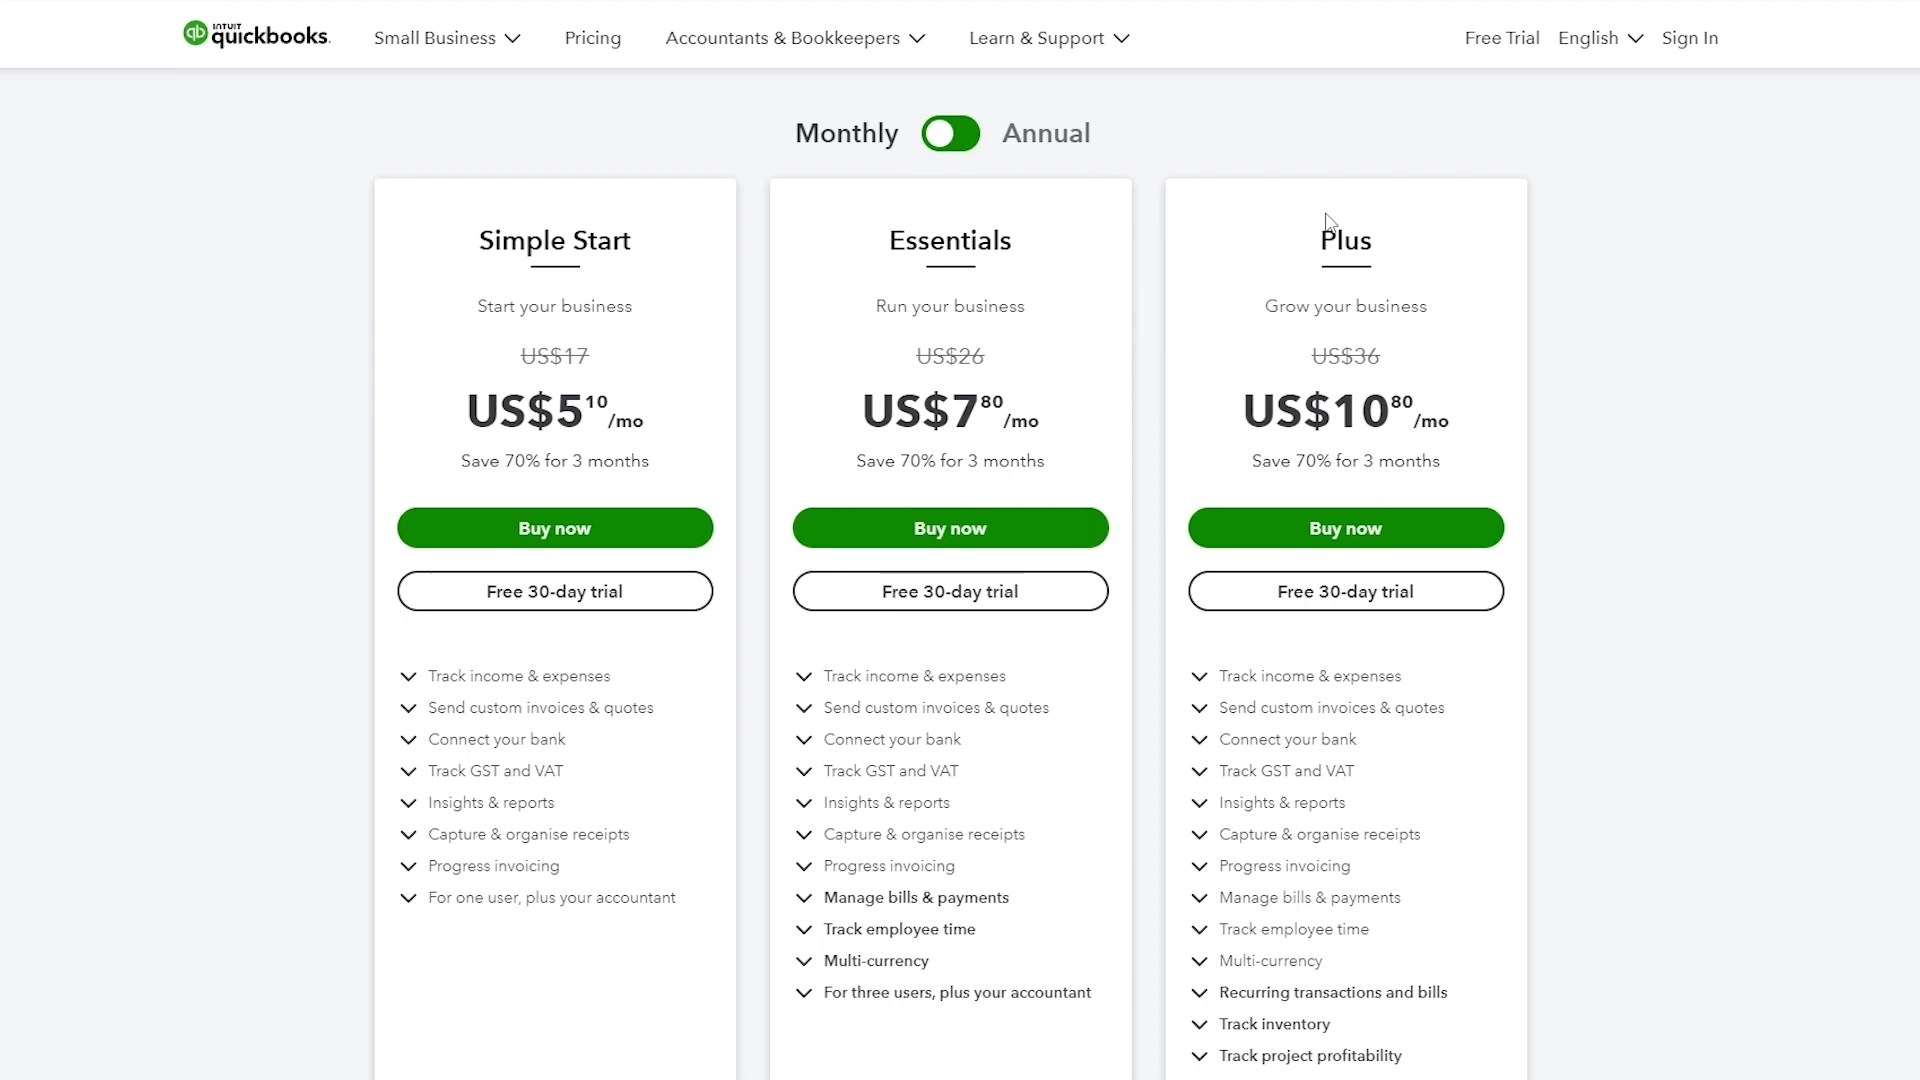 INTUIT
quickbooks.
Small Business
Pricing
Accountants & Bookkeepers
Learn & Support
Free Trial
English
Sign In
Monthly
Annual
Simple Start
Start your business
US$17
US$5 10 /mo
Save 70% for 3 months
Buy now
Free 30-day trial
Track income & expenses
Send custom invoices & quotes
Connect your bank
Track GST and VAT
Insights & reports
Capture & organise receipts
Progress invoicing
For one user, plus your accountant
Essentials
Run your business
US$26
US$7 80 /mo
Save 70% for 3 months
Buy now
Free 30-day trial
Track income & expenses
Send custom invoices & quotes
Connect your bank
Track GST and VAT
Insights & reports
Capture & organise receipts
Progress invoicing
Manage bills & payments
Track employee time
Multi-currency
For three users, plus your accountant
Plus
Grow your business
US$36
US$10 80 /mo
Save 70% for 3 months
Buy now
Free 30-day trial
Track income & expenses
Send custom invoices & quotes
Connect your bank
Track GST and VAT
Insights & reports
Capture & organise receipts
Progress invoicing
Manage bills & payments
Track employee time
Multi-currency
Recurring transactions and bills
Track inventory
Track project profitability